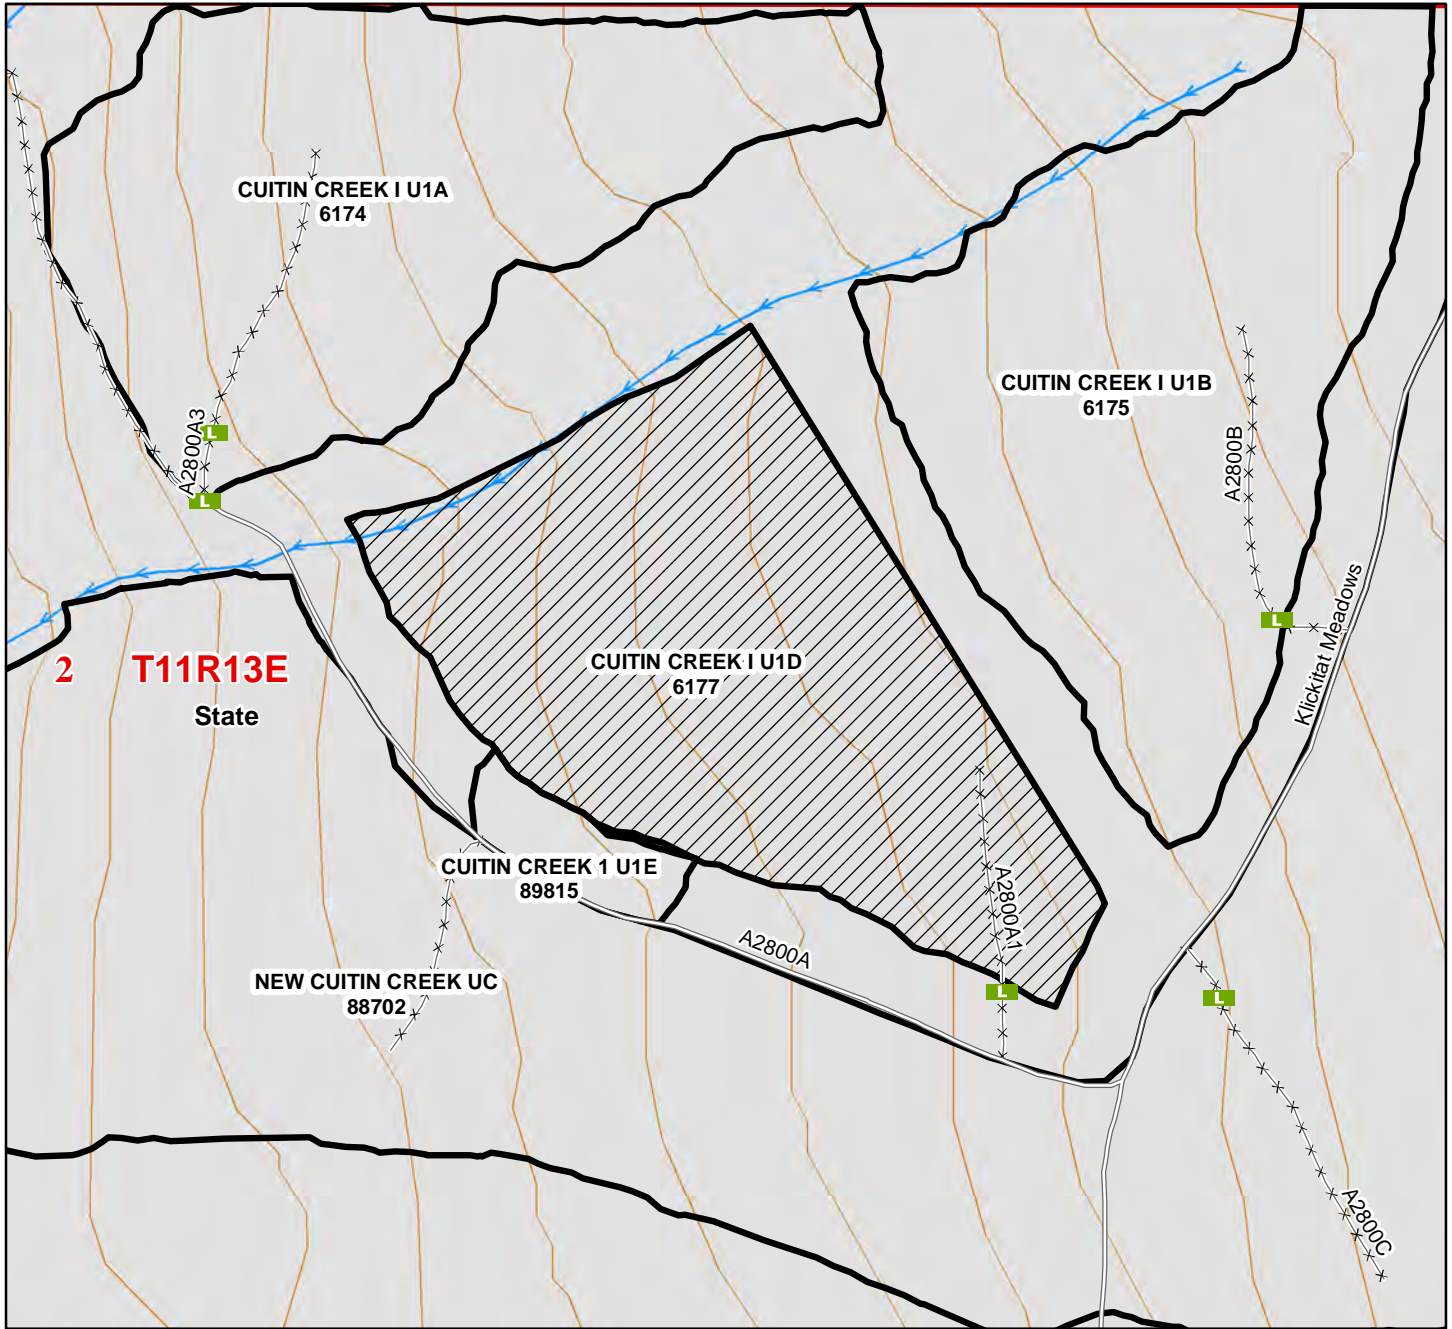 CUITIN CREEK I U1A
6174
CUITIN CREEK I U1B
6175
A2800A3
L
L
A2800B
L
Klickitat Meadows
2
T11R13E
State
CUITIN CREEK I U1D
6177
CUITIN CREEK 1 U1E
89815
A2800A1
A2800A
L
L
NEW CUITIN CREEK UC
88702
A2800C